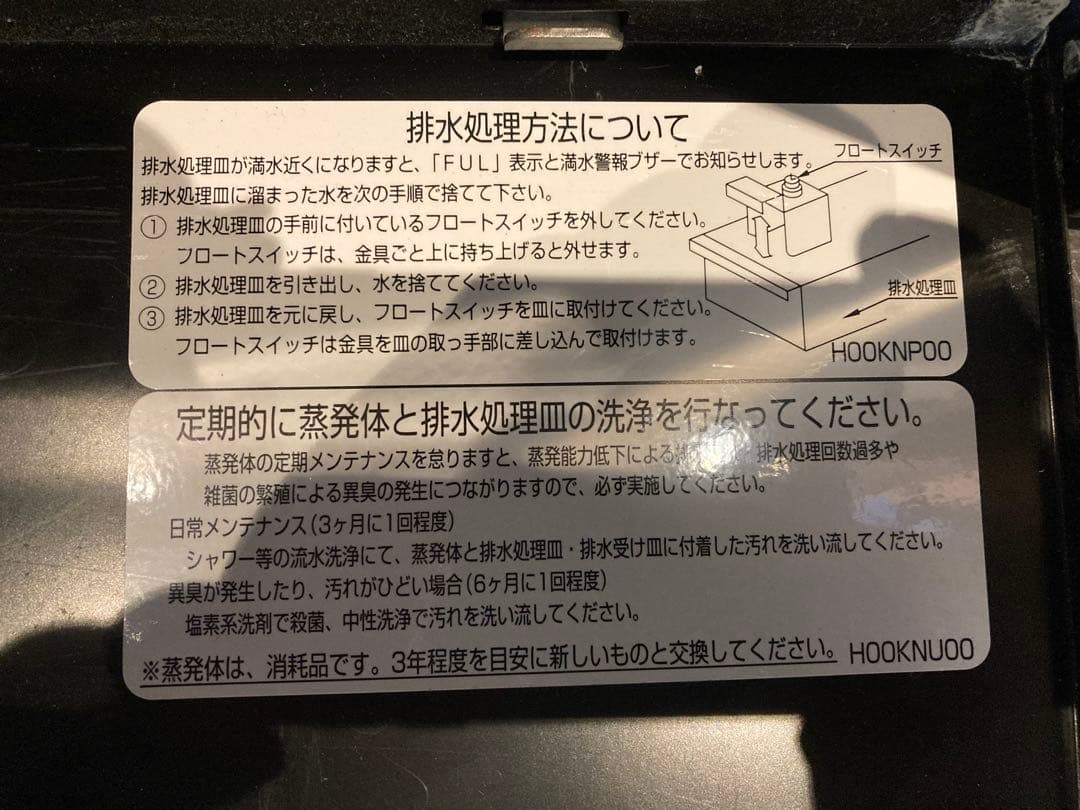 排水処理方法について
排水処理皿が満水近くになりますと、「ＦＵＬ」表示と満水警報ブザーでお知らせします。
排水処理皿に溜まった水を次の手順で捨てて下さい。
① 排水処理皿の手前に付いているフロートスイッチを外してください。
フロートスイッチは、金具ごと上に持ち上げると外せます。
② 排水処理皿を引き出し、水を捨ててください。
③ 排水処理皿を元に戻し、フロートスイッチを皿に取付けてください。
フロートスイッチは金具を皿の取っ手部に差し込んで取付けます。
フロートスイッチ
排水処理皿
H00KNP00
定期的に蒸発体と排水処理皿の洗浄を行なってください。
蒸発体の定期メンテナンスを怠りますと、蒸発能力低下による 排水処理回数過多や
雑菌の繁殖による異臭の発生につながりますので、必ず実施してください。
日常メンテナンス(3ヶ月に1回程度)
シャワー等の流水洗浄にて、蒸発体と排水処理皿・排水受け皿に付着した汚れを洗い流してください。
異臭が発生したり、汚れがひどい場合(6ヶ月に1回程度)
塩素系洗剤で殺菌、中性洗浄で汚れを洗い流してください。
※蒸発体は、消耗品です。3年程度を目安に新しいものと交換してください。 H00KNU00